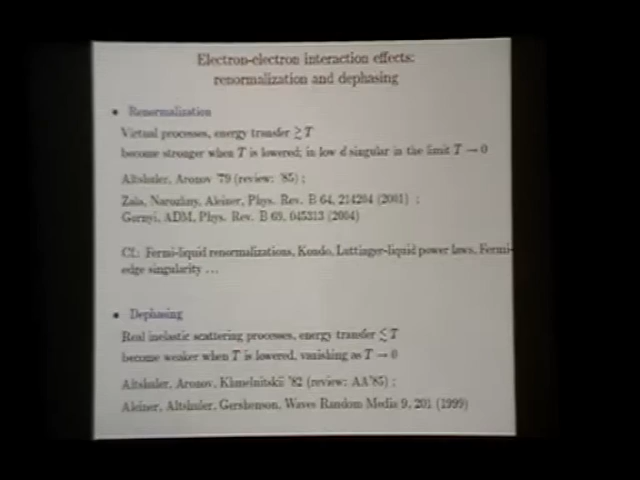 Electron-electron interaction effects:
renormalization and dephasing
• Renormalization
Virtual processes, energy transfer ≳ T
become stronger when T is lowered; in low d singular in the limit T → 0
Altshuler, Aronov '79 (review: '85) ;
Zala, Narozhny, Aleiner, Phys. Rev. B 64, 214204 (2001) ;
Gornyi, ADM, Phys. Rev. B 69, 045313 (2004)
Cf.: Fermi-liquid renormalizations, Kondo, Luttinger-liquid power laws, Fermi-
edge singularity ...
• Dephasing
Real inelastic scattering processes, energy transfer ≲ T
become weaker when T is lowered, vanishing as T → 0
Altshuler, Aronov, Khmelnitskii '82 (review: AA'85) ;
Aleiner, Altshuler, Gershenson, Waves Random Media 9, 201 (1999)